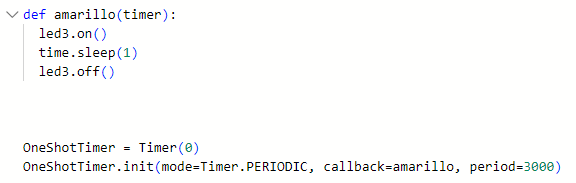 def amarillo(timer):
  led3.on()
  time.sleep(1)
  led3.off()
OneShotTimer = Timer(0)
OneShotTimer.init(mode=Timer.PERIODIC, callback=amarillo, period=3000)